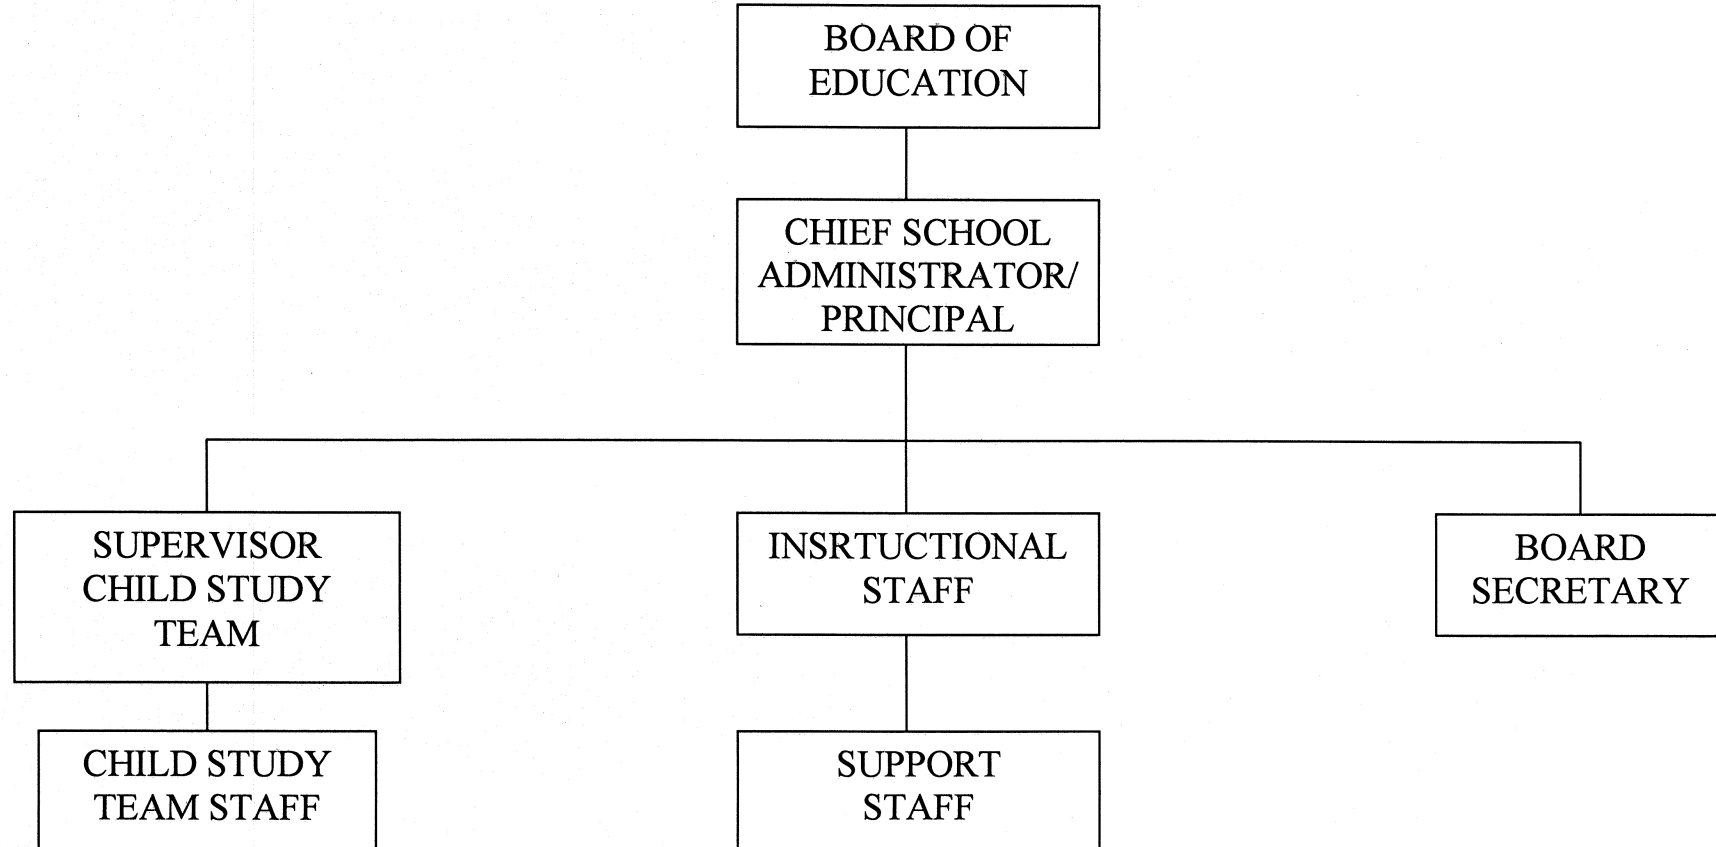 BOARD OF
EDUCATION
CHIEF SCHOOL
ADMINISTRATOR/
PRINCIPAL
SUPERVISOR
CHILD STUDY
TEAM
INSRTUCTIONAL
STAFF
BOARD
SECRETARY
CHILD STUDY
TEAM STAFF
SUPPORT
STAFF